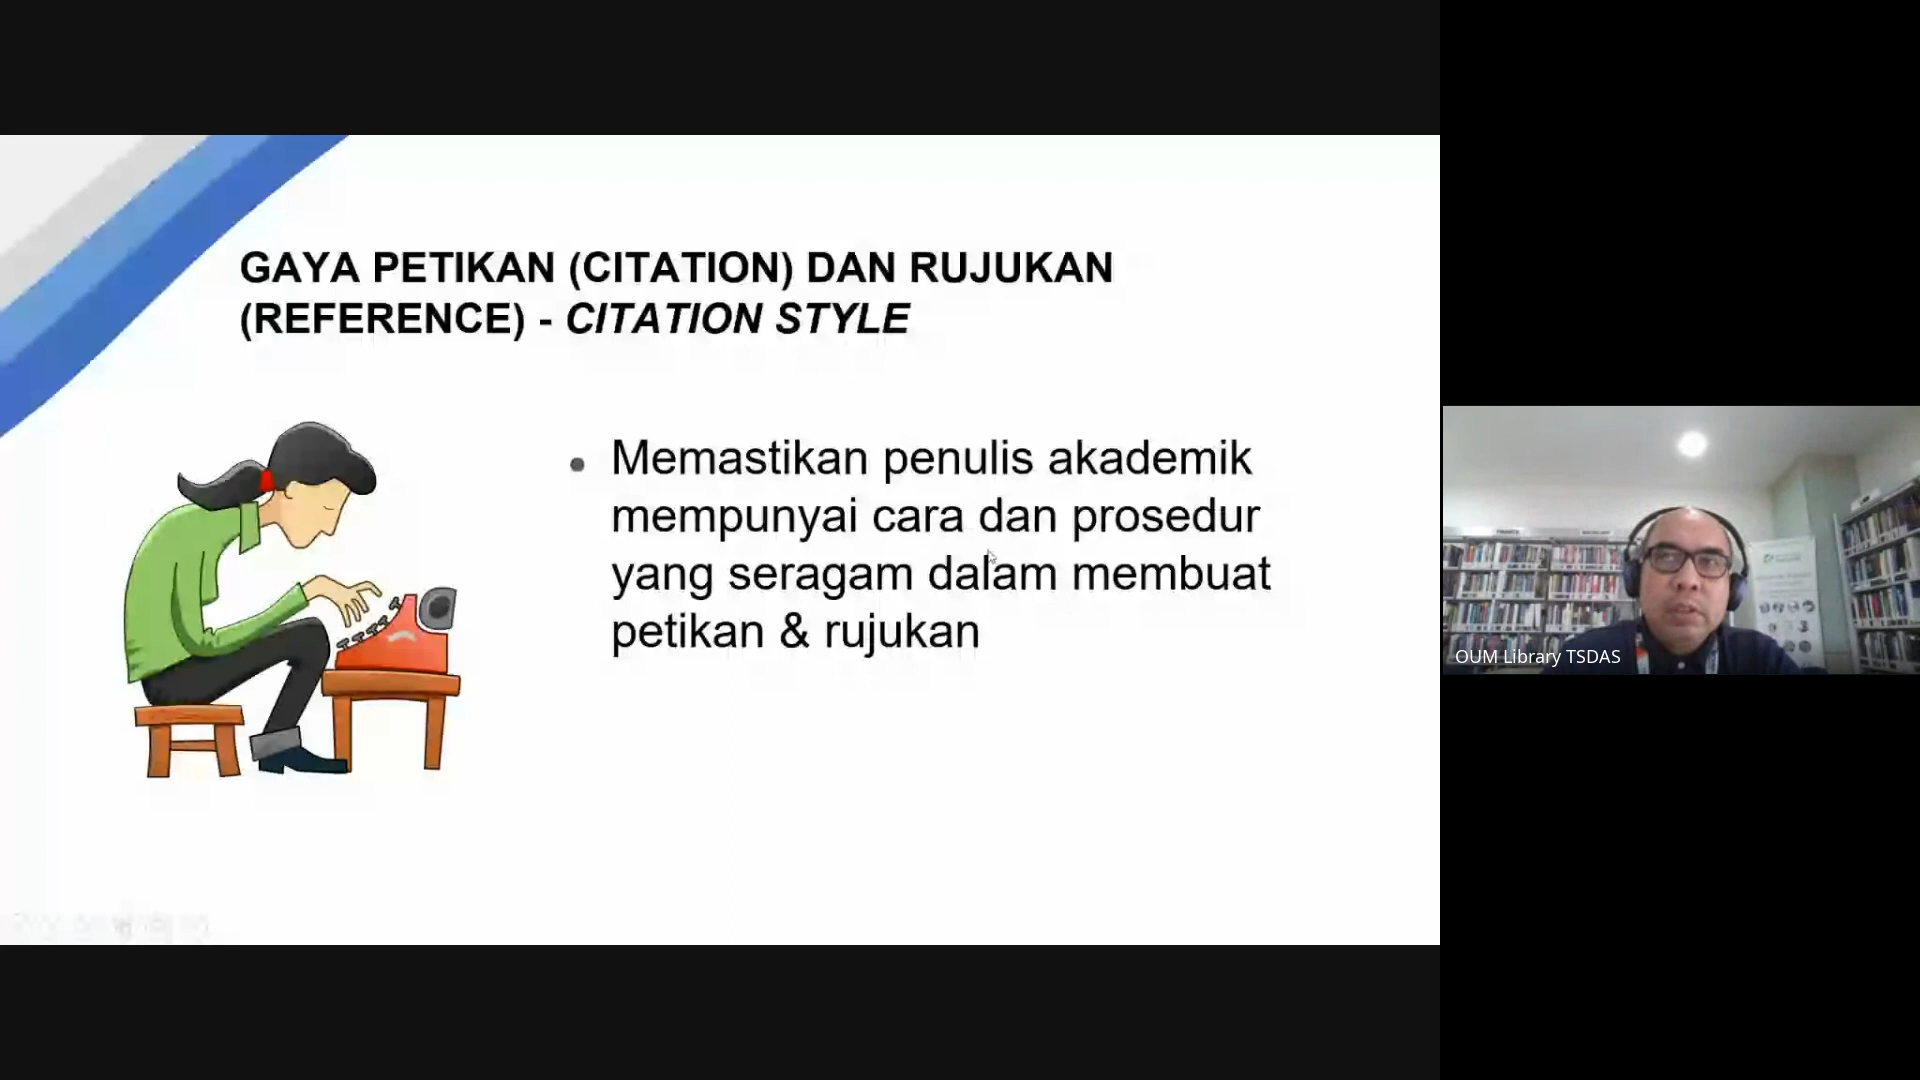 GAYA PETIKAN (CITATION) DAN RUJUKAN
(REFERENCE) - CITATION STYLE
• Memastikan penulis akademik
mempunyai cara dan prosedur
yang seragam dalam membuat
petikan & rujukan
OUM Library TSDAS